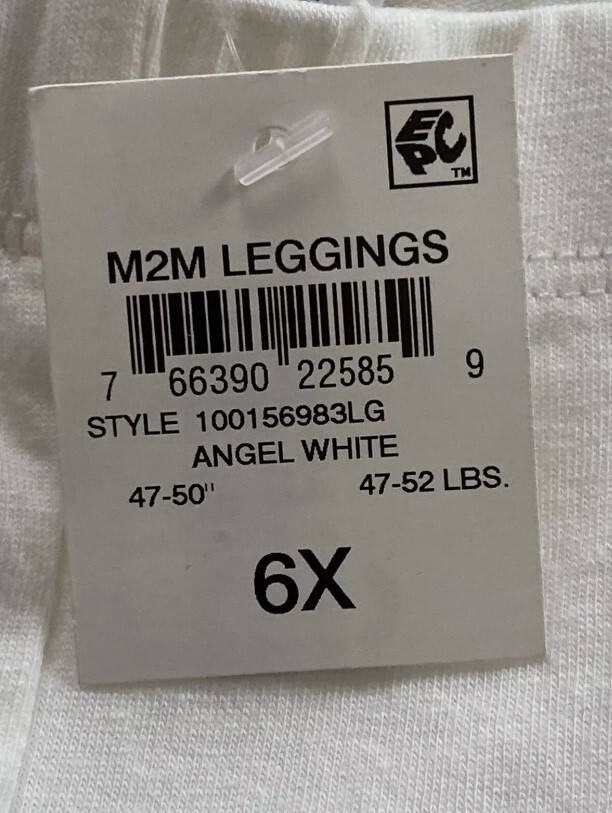 EPC
TM
M2M LEGGINGS
7 66390 22585 9
STYLE 100156983LG
ANGEL WHITE
47-50" 47-52 LBS.
6X